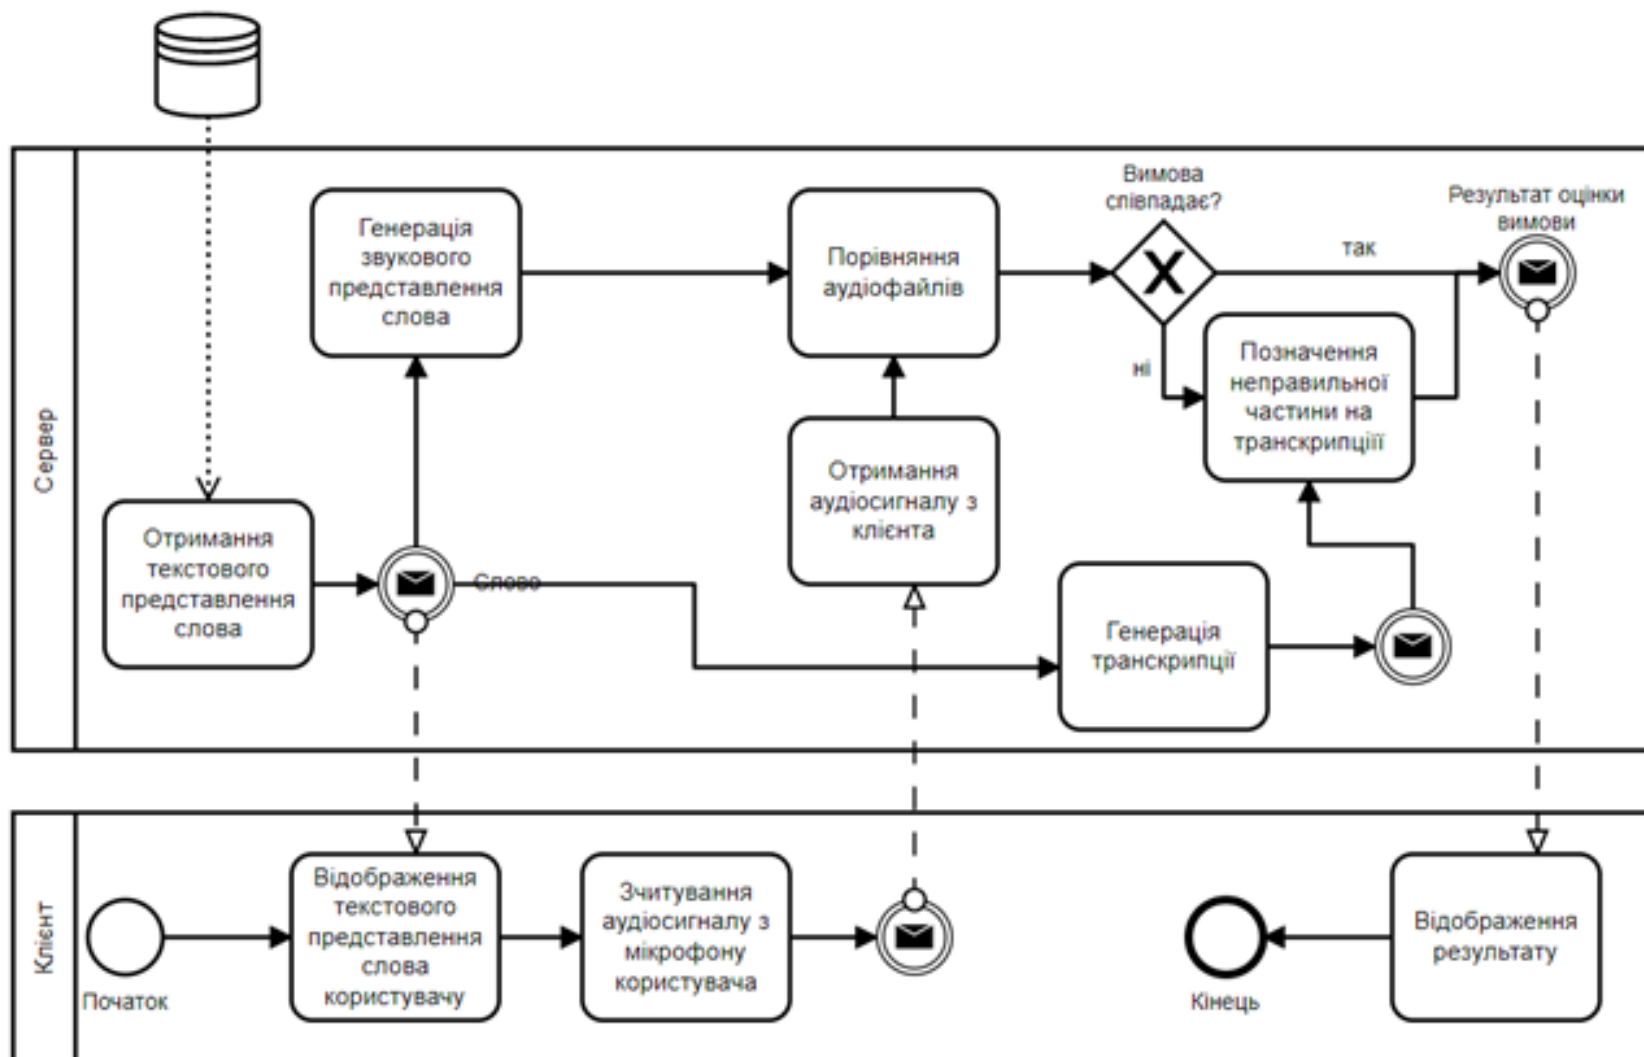 Сервер
Генерація
звукового
представлення
слова
Порівняння
аудіофайлів
Вимова
співпадає?
так
ні
Результат оцінки
вимови
Позначення
неправильної
частини на
транскрипціїї
Отримання
аудіосигналу з
клієнта
Отримання
текстового
представлення
слова
Слово
Генерація
транскрипції
Клієнт
Початок
Відображення
текстового
представлення
слова
користувачу
Зчитування
аудіосигналу з
мікрофону
користувача
Кінець
Відображення
результату